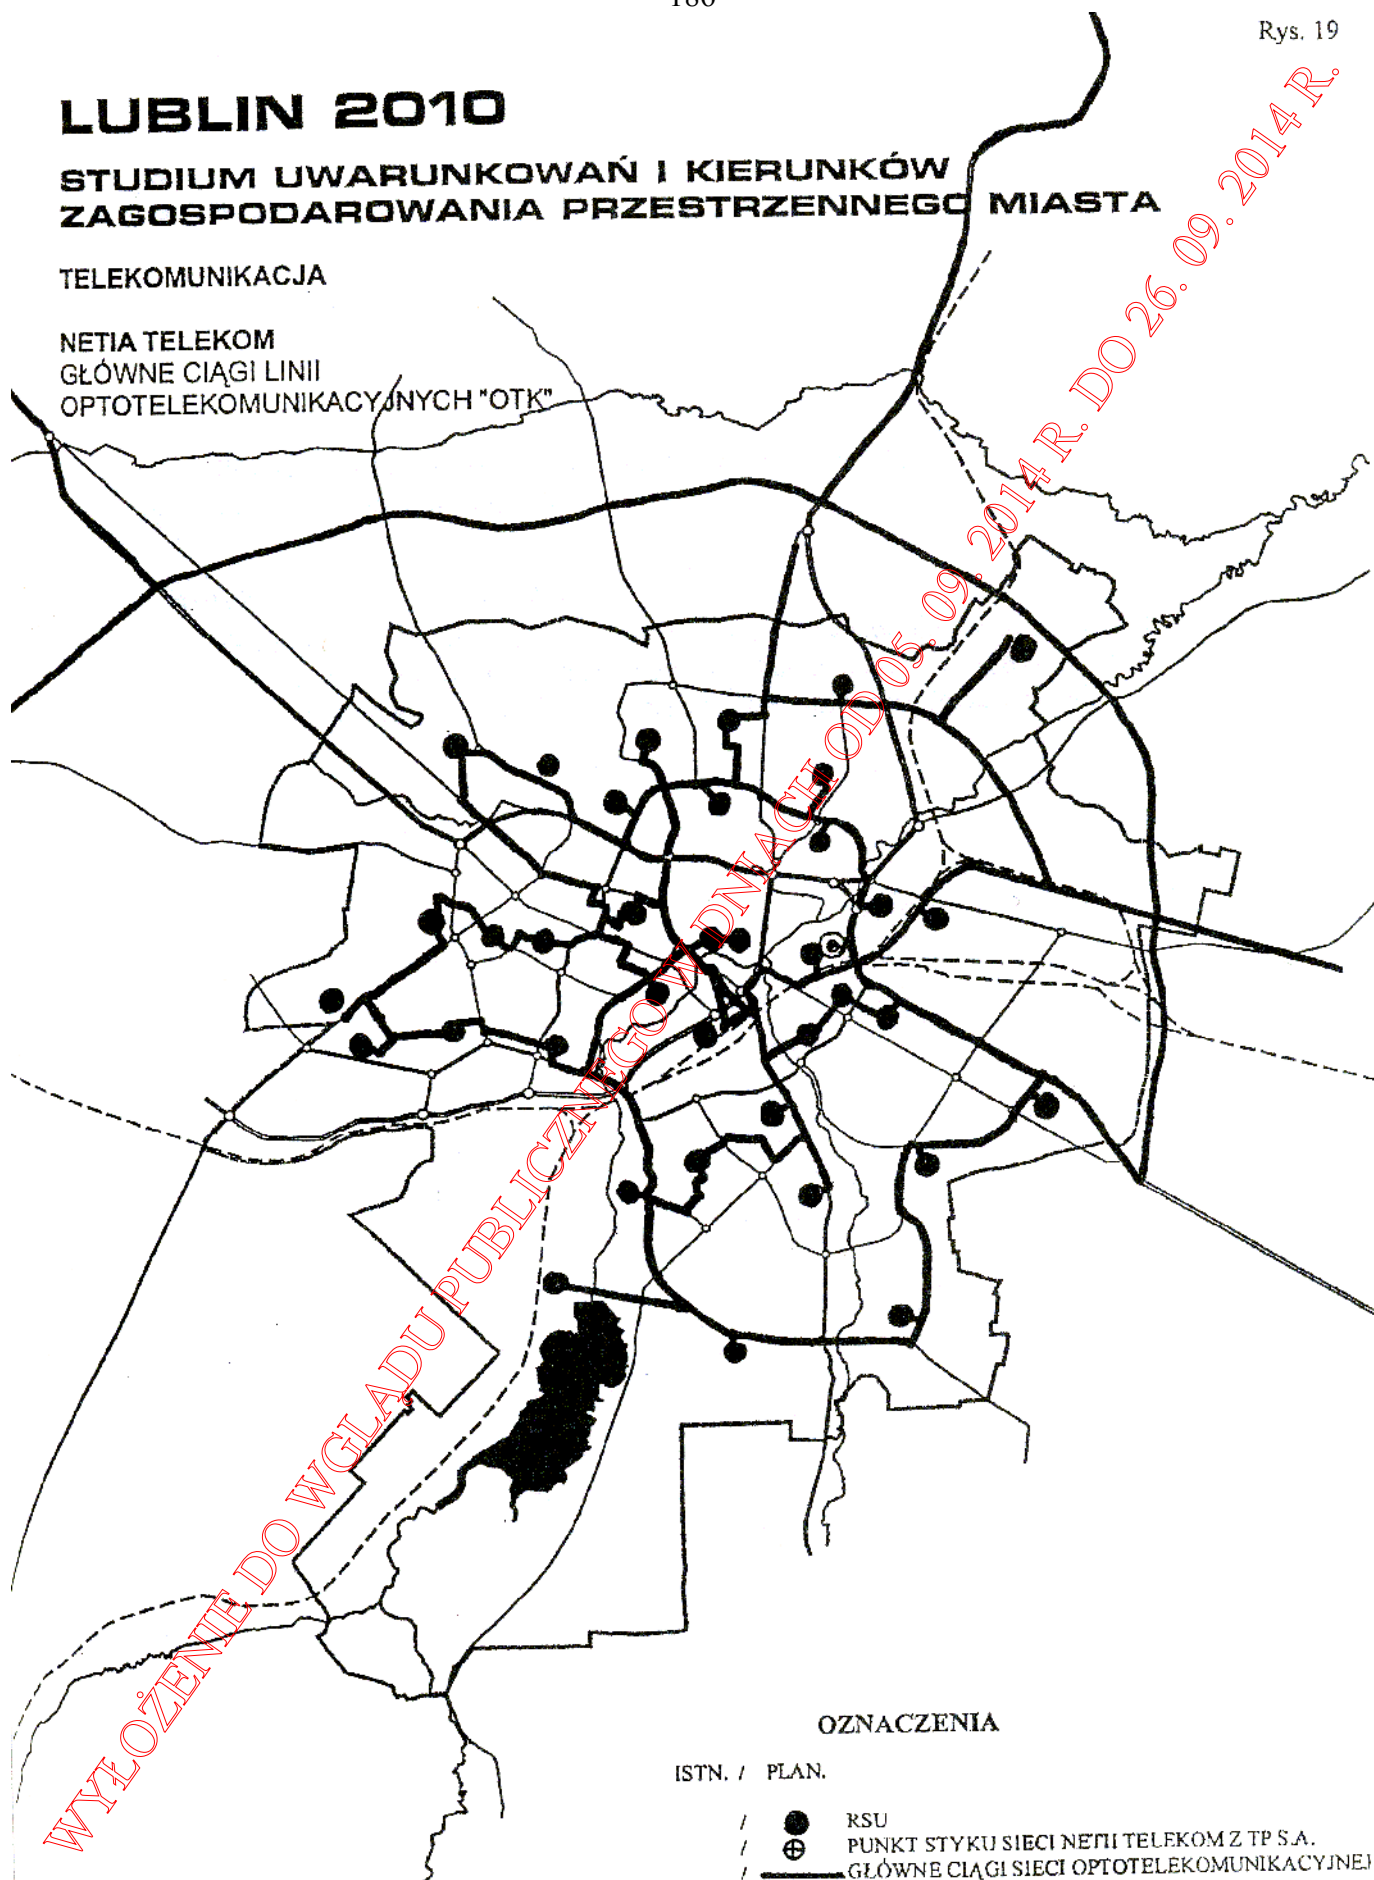 180
Rys. 19
LUBLIN 2010
STUDIUM UWARUNKOWAŃ I KIERUNKÓW
ZAGOSPODAROWANIA PRZESTRZENNEGO MIASTA
TELEKOMUNIKACJA
NETIA TELEKOM
GŁÓWNE CIĄGI LINII
OPTOTELEKOMUNIKACYJNYCH "OTK"
WYŁOŻENIE DO WGLĄDU PUBLICZNEGO W DNIACH OD 05. 09. 2014 R. DO 26. 09. 2014 R.
OZNACZENIA
ISTN. / PLAN.
/ RSU
/ PUNKT STYKU SIECI NETII TELEKOM Z TP S.A.
/ GŁÓWNE CIĄGI SIECI OPTOTELEKOMUNIKACYJNEJ